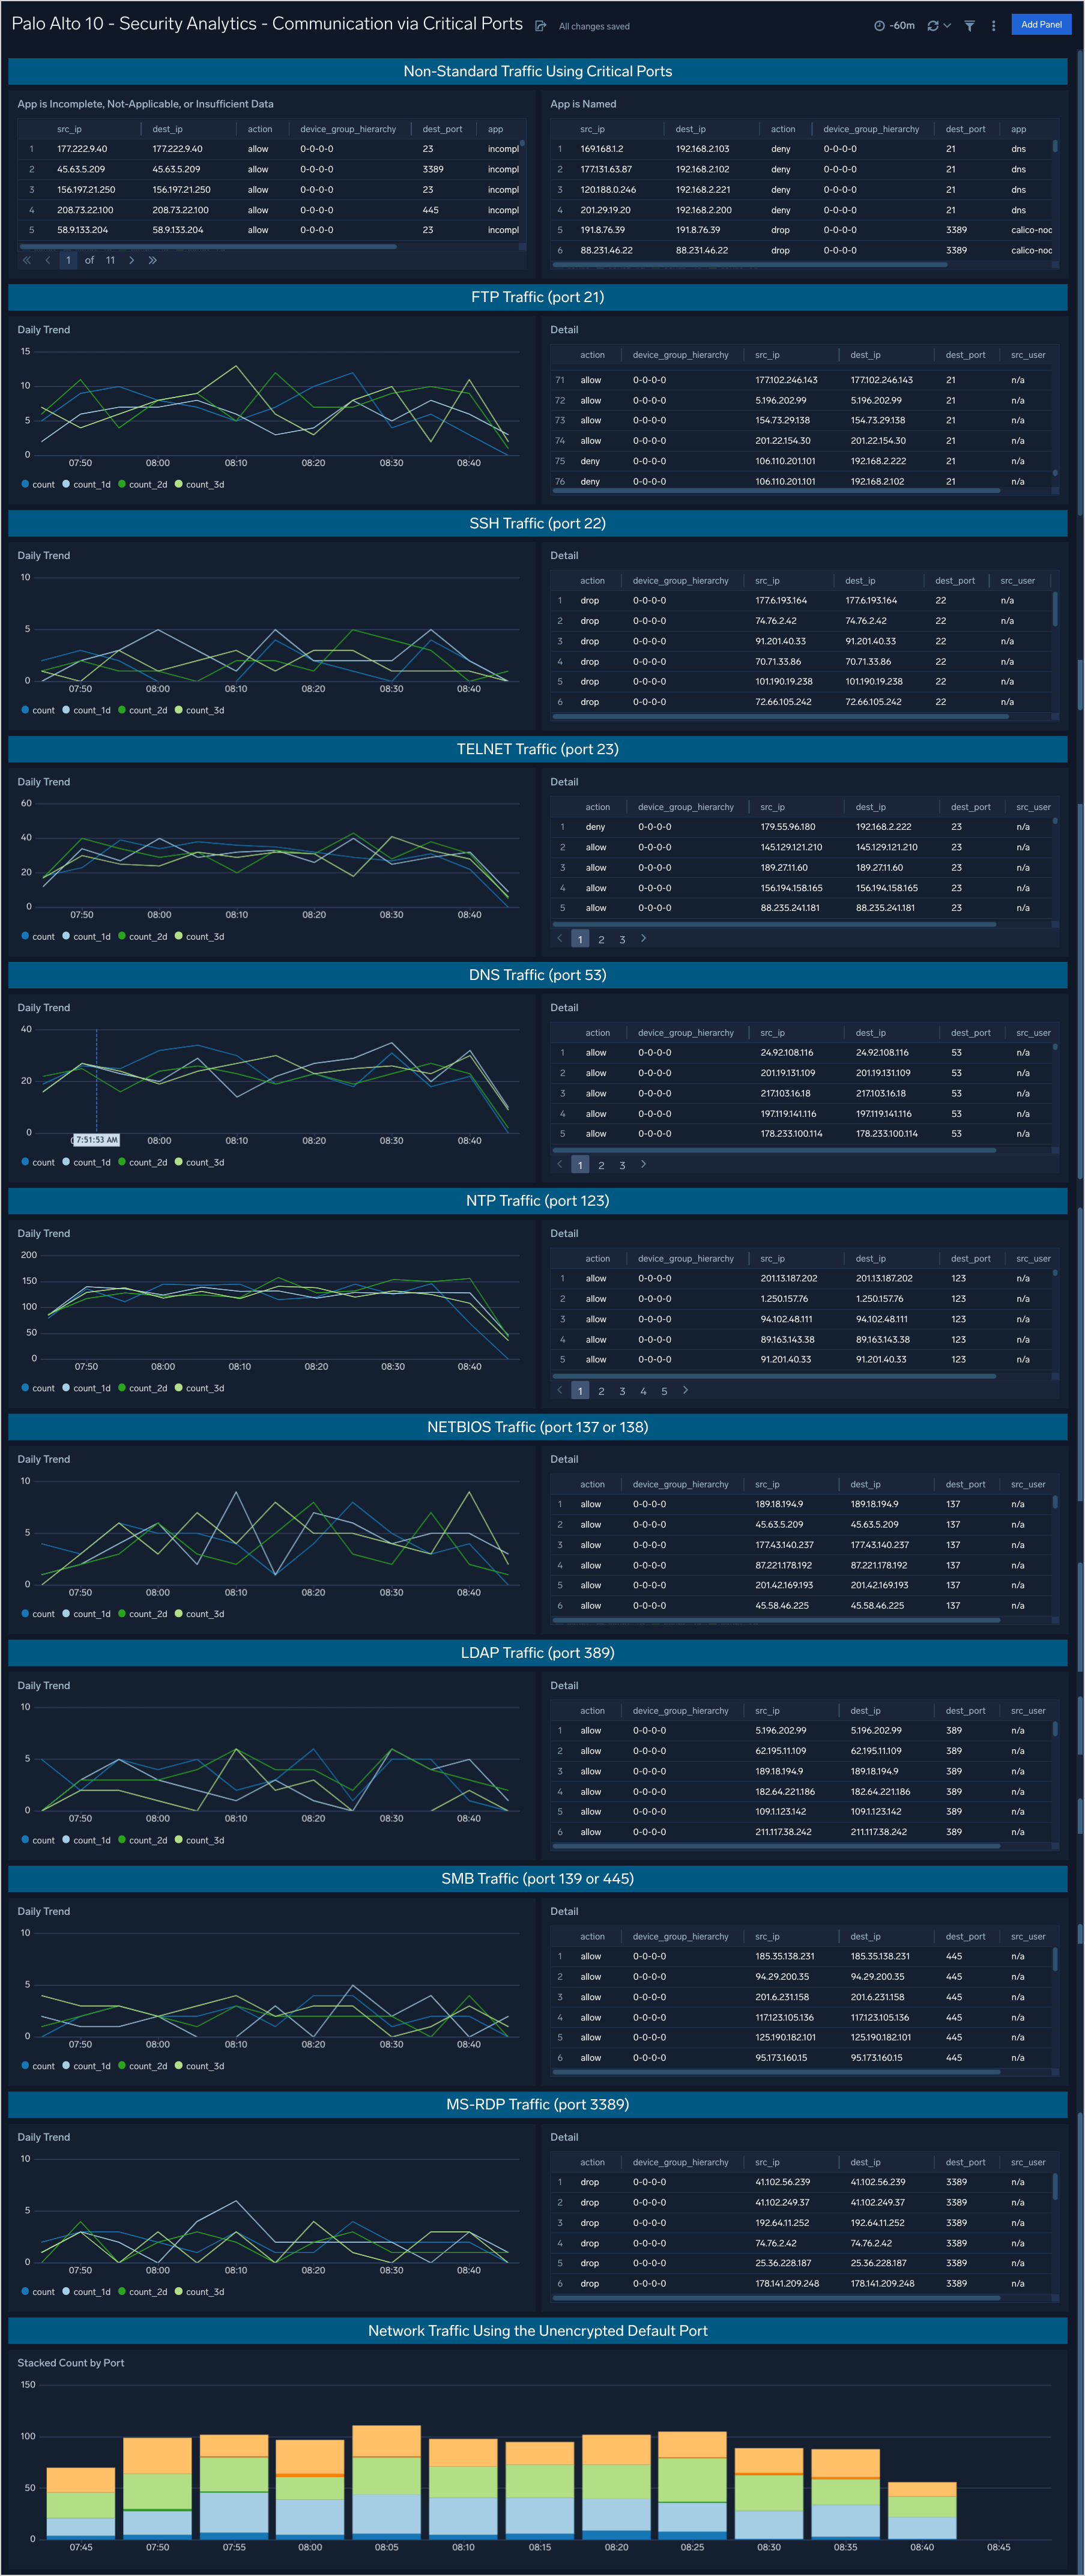 Palo Alto 10 - Security Analytics - Communication via Critical Ports All changes saved -60m Add Panel
Non-Standard Traffic Using Critical Ports
App is Incomplete, Not-Applicable, or Insufficient Data
src_ip dest_ip action device_group_hierarchy dest_port app
1 177.222.9.40 177.222.9.40 allow 0-0-0-0 23 incompl
2 45.63.5.209 45.63.5.209 allow 0-0-0-0 3389 incompl
3 156.197.21.250 156.197.21.250 allow 0-0-0-0 23 incompl
4 208.73.22.100 208.73.22.100 allow 0-0-0-0 445 incompl
5 58.9.133.204 58.9.133.204 allow 0-0-0-0 23 incompl
1 of 11
App is Named
src_ip dest_ip action device_group_hierarchy dest_port app
1 169.168.1.2 192.168.2.103 deny 0-0-0-0 21 dns
2 177.131.63.87 192.168.2.102 deny 0-0-0-0 21 dns
3 120.188.0.246 192.168.2.221 deny 0-0-0-0 21 dns
4 201.29.19.20 192.168.2.200 deny 0-0-0-0 21 dns
5 191.8.76.39 191.8.76.39 drop 0-0-0-0 3389 calico-noc
6 88.231.46.22 88.231.46.22 drop 0-0-0-0 3389 calico-noc
FTP Traffic (port 21)
Daily Trend
15
10
5
0
07:50 08:00 08:10 08:20 08:30 08:40
count count_1d count_2d count_3d
Detail
action device_group_hierarchy src_ip dest_ip dest_port src_user
71 allow 0-0-0-0 177.102.246.143 177.102.246.143 21 n/a
72 allow 0-0-0-0 5.196.202.99 5.196.202.99 21 n/a
73 allow 0-0-0-0 154.73.29.138 154.73.29.138 21 n/a
74 allow 0-0-0-0 201.22.154.30 201.22.154.30 21 n/a
75 deny 0-0-0-0 106.110.201.101 192.168.2.222 21 n/a
76 deny 0-0-0-0 106.110.201.101 192.168.2.102 21 n/a
SSH Traffic (port 22)
Daily Trend
10
5
0
07:50 08:00 08:10 08:20 08:30 08:40
count count_1d count_2d count_3d
Detail
action device_group_hierarchy src_ip dest_ip dest_port src_user
1 drop 0-0-0-0 177.6.193.164 177.6.193.164 22 n/a
2 drop 0-0-0-0 74.76.2.42 74.76.2.42 22 n/a
3 drop 0-0-0-0 91.201.40.33 91.201.40.33 22 n/a
4 drop 0-0-0-0 70.71.33.86 70.71.33.86 22 n/a
5 drop 0-0-0-0 101.190.19.238 101.190.19.238 22 n/a
6 drop 0-0-0-0 72.66.105.242 72.66.105.242 22 n/a
TELNET Traffic (port 23)
Daily Trend
60
40
20
0
07:50 08:00 08:10 08:20 08:30 08:40
count count_1d count_2d count_3d
Detail
action device_group_hierarchy src_ip dest_ip dest_port src_user
1 deny 0-0-0-0 179.55.96.180 192.168.2.222 23 n/a
2 allow 0-0-0-0 145.129.121.210 145.129.121.210 23 n/a
3 allow 0-0-0-0 189.27.11.60 189.27.11.60 23 n/a
4 allow 0-0-0-0 156.194.158.165 156.194.158.165 23 n/a
5 allow 0-0-0-0 88.235.241.181 88.235.241.181 23 n/a
1 2 3
DNS Traffic (port 53)
Daily Trend
40
20
0
7:51:53 AM 08:00 08:10 08:20 08:30 08:40
count count_1d count_2d count_3d
Detail
action device_group_hierarchy src_ip dest_ip dest_port src_user
1 allow 0-0-0-0 24.92.108.116 24.92.108.116 53 n/a
2 allow 0-0-0-0 201.19.131.109 201.19.131.109 53 n/a
3 allow 0-0-0-0 217.103.16.18 217.103.16.18 53 n/a
4 allow 0-0-0-0 197.119.141.116 197.119.141.116 53 n/a
5 allow 0-0-0-0 178.233.100.114 178.233.100.114 53 n/a
1 2 3
NTP Traffic (port 123)
Daily Trend
200
150
100
50
0
07:50 08:00 08:10 08:20 08:30 08:40
count count_1d count_2d count_3d
Detail
action device_group_hierarchy src_ip dest_ip dest_port src_user
1 allow 0-0-0-0 201.13.187.202 201.13.187.202 123 n/a
2 allow 0-0-0-0 1.250.157.76 1.250.157.76 123 n/a
3 allow 0-0-0-0 94.102.48.111 94.102.48.111 123 n/a
4 allow 0-0-0-0 89.163.143.38 89.163.143.38 123 n/a
5 allow 0-0-0-0 91.201.40.33 91.201.40.33 123 n/a
1 2 3 4 5
NETBIOS Traffic (port 137 or 138)
Daily Trend
10
5
0
07:50 08:00 08:10 08:20 08:30 08:40
count count_1d count_2d count_3d
Detail
action device_group_hierarchy src_ip dest_ip dest_port src_user
1 allow 0-0-0-0 189.18.194.9 189.18.194.9 137 n/a
2 allow 0-0-0-0 45.63.5.209 45.63.5.209 137 n/a
3 allow 0-0-0-0 177.43.140.237 177.43.140.237 137 n/a
4 allow 0-0-0-0 87.221.178.192 87.221.178.192 137 n/a
5 allow 0-0-0-0 201.42.169.193 201.42.169.193 137 n/a
6 allow 0-0-0-0 45.58.46.225 45.58.46.225 137 n/a
LDAP Traffic (port 389)
Daily Trend
10
5
0
07:50 08:00 08:10 08:20 08:30 08:40
count count_1d count_2d count_3d
Detail
action device_group_hierarchy src_ip dest_ip dest_port src_user
1 allow 0-0-0-0 5.196.202.99 5.196.202.99 389 n/a
2 allow 0-0-0-0 62.195.11.109 62.195.11.109 389 n/a
3 allow 0-0-0-0 189.18.194.9 189.18.194.9 389 n/a
4 allow 0-0-0-0 182.64.221.186 182.64.221.186 389 n/a
5 allow 0-0-0-0 109.1.123.142 109.1.123.142 389 n/a
6 allow 0-0-0-0 211.117.38.242 211.117.38.242 389 n/a
SMB Traffic (port 139 or 445)
Daily Trend
10
5
0
07:50 08:00 08:10 08:20 08:30 08:40
count count_1d count_2d count_3d
Detail
action device_group_hierarchy src_ip dest_ip dest_port src_user
1 allow 0-0-0-0 185.35.138.231 185.35.138.231 445 n/a
2 allow 0-0-0-0 94.29.200.35 94.29.200.35 445 n/a
3 allow 0-0-0-0 201.6.231.158 201.6.231.158 445 n/a
4 allow 0-0-0-0 117.123.105.136 117.123.105.136 445 n/a
5 allow 0-0-0-0 125.190.182.101 125.190.182.101 445 n/a
6 allow 0-0-0-0 95.173.160.15 95.173.160.15 445 n/a
MS-RDP Traffic (port 3389)
Daily Trend
10
5
0
07:50 08:00 08:10 08:20 08:30 08:40
count count_1d count_2d count_3d
Detail
action device_group_hierarchy src_ip dest_ip dest_port src_user
1 drop 0-0-0-0 41.102.56.239 41.102.56.239 3389 n/a
2 drop 0-0-0-0 41.102.249.37 41.102.249.37 3389 n/a
3 drop 0-0-0-0 192.64.11.252 192.64.11.252 3389 n/a
4 drop 0-0-0-0 74.76.2.42 74.76.2.42 3389 n/a
5 drop 0-0-0-0 25.36.228.187 25.36.228.187 3389 n/a
6 drop 0-0-0-0 178.141.209.248 178.141.209.248 3389 n/a
Network Traffic Using the Unencrypted Default Port
Stacked Count by Port
150
100
50
0
07:45 07:50 07:55 08:00 08:05 08:10 08:15 08:20 08:25 08:30 08:35 08:40 08:45